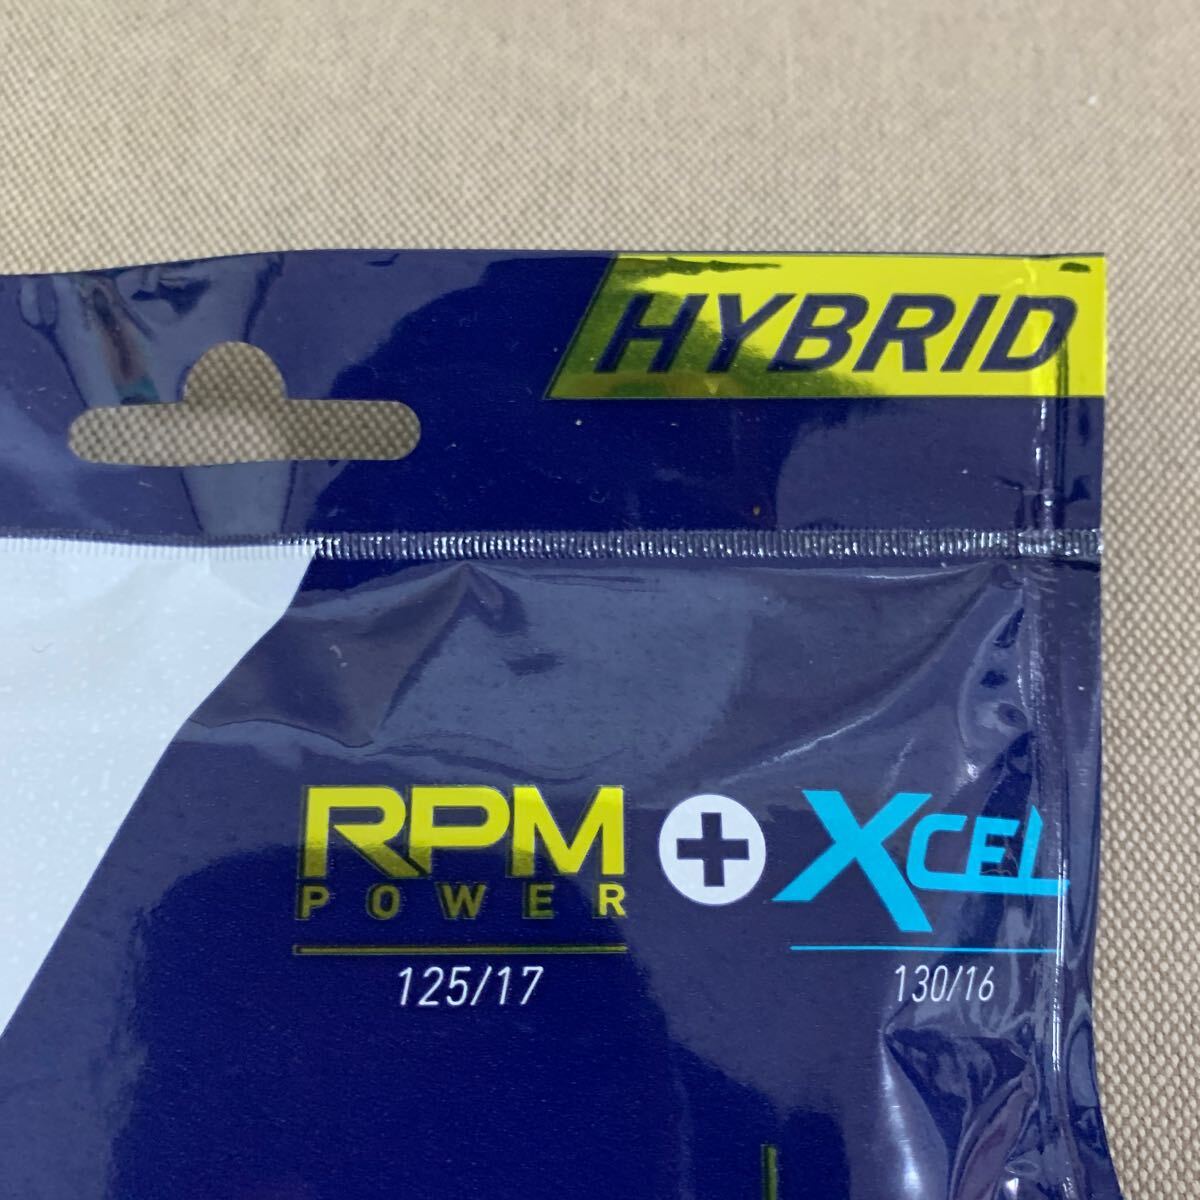 HYBRID
RPM POWER + XCEL
125/17 130/16